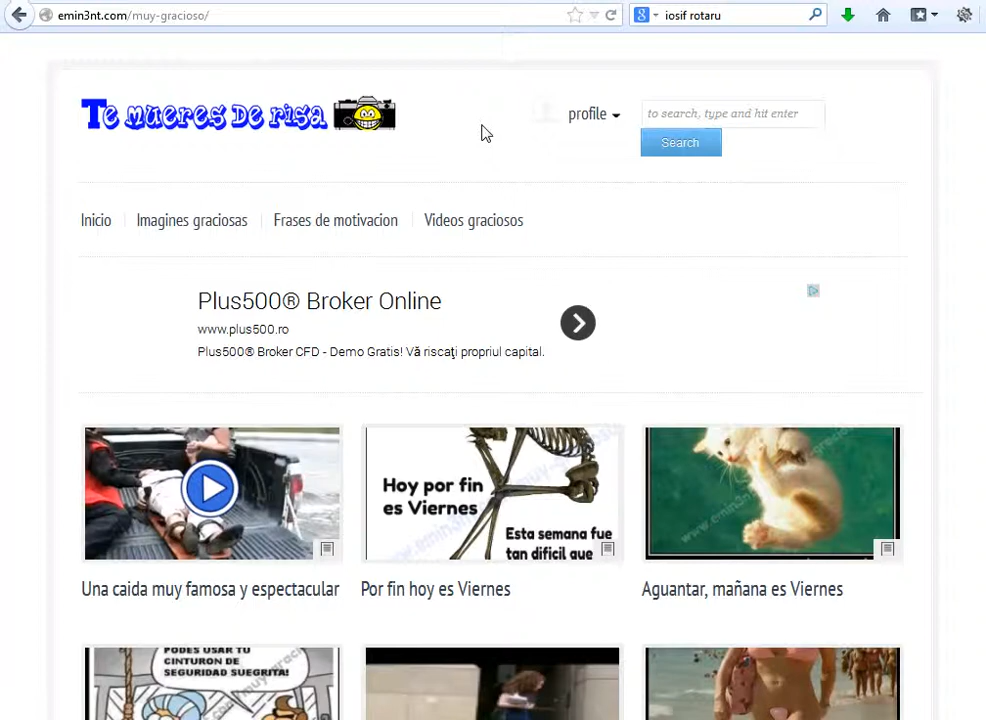 emin3nt.com/muy-gracioso/
iosif rotaru
Te mueres de risa
profile
to search, type and hit enter
Search
Inicio
Imagines graciosas
Frases de motivacion
Videos graciosos
Plus500® Broker Online
www.plus500.ro
Plus500® Broker CFD - Demo Gratis! Vă riscaţi propriul capital.
Hoy por fin
es Viernes
Esta semana fue
tan dificil que
Una caida muy famosa y espectacular
Por fin hoy es Viernes
Aguantar, mañana es Viernes
PODES USAR TU
CINTURON DE
SEGURIDAD SUEGRITA!